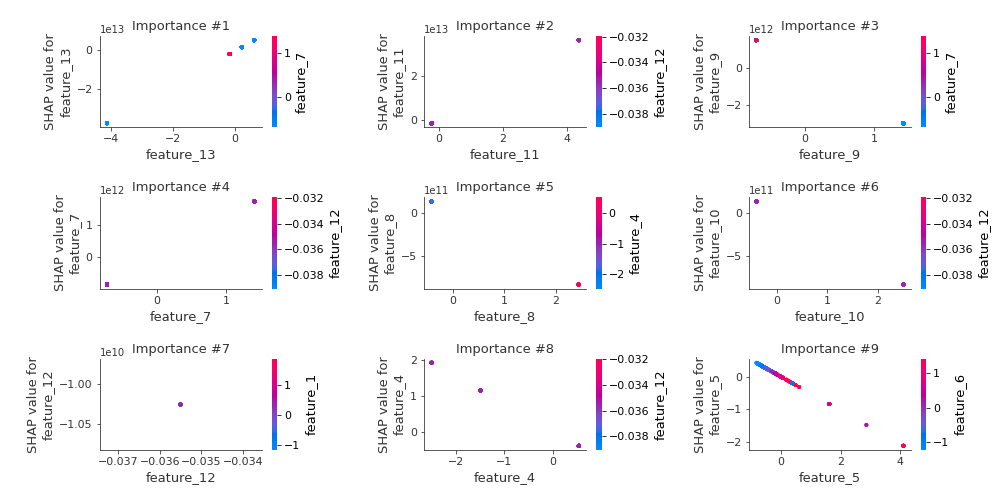 1e13 Importance #1
0
−2
−4 −2 0
SHAP value for
feature_13
feature_13
1
0
feature_7
1e13 Importance #2
2
0
0 2 4
SHAP value for
feature_11
feature_11
−0.032
−0.034
−0.036
−0.038
feature_12
1e12 Importance #3
0
−2
0 1
SHAP value for
feature_9
feature_9
1
0
feature_7
1e12 Importance #4
1
0
0 1
SHAP value for
feature_7
feature_7
−0.032
−0.034
−0.036
−0.038
feature_12
1e11 Importance #5
0
−5
0 1 2
SHAP value for
feature_8
feature_8
0
−1
−2
feature_4
1e11 Importance #6
0
−5
0 1 2
SHAP value for
feature_10
feature_10
−0.032
−0.034
−0.036
−0.038
feature_12
1e10 Importance #7
−1.00
−1.05
−0.037 −0.036 −0.035 −0.034
SHAP value for
feature_12
feature_12
1
0
−1
feature_1
Importance #8
2
1
0
−2 −1 0
SHAP value for
feature_4
feature_4
−0.032
−0.034
−0.036
−0.038
feature_12
Importance #9
0
−1
−2
0 2 4
SHAP value for
feature_5
feature_5
1
0
−1
feature_6